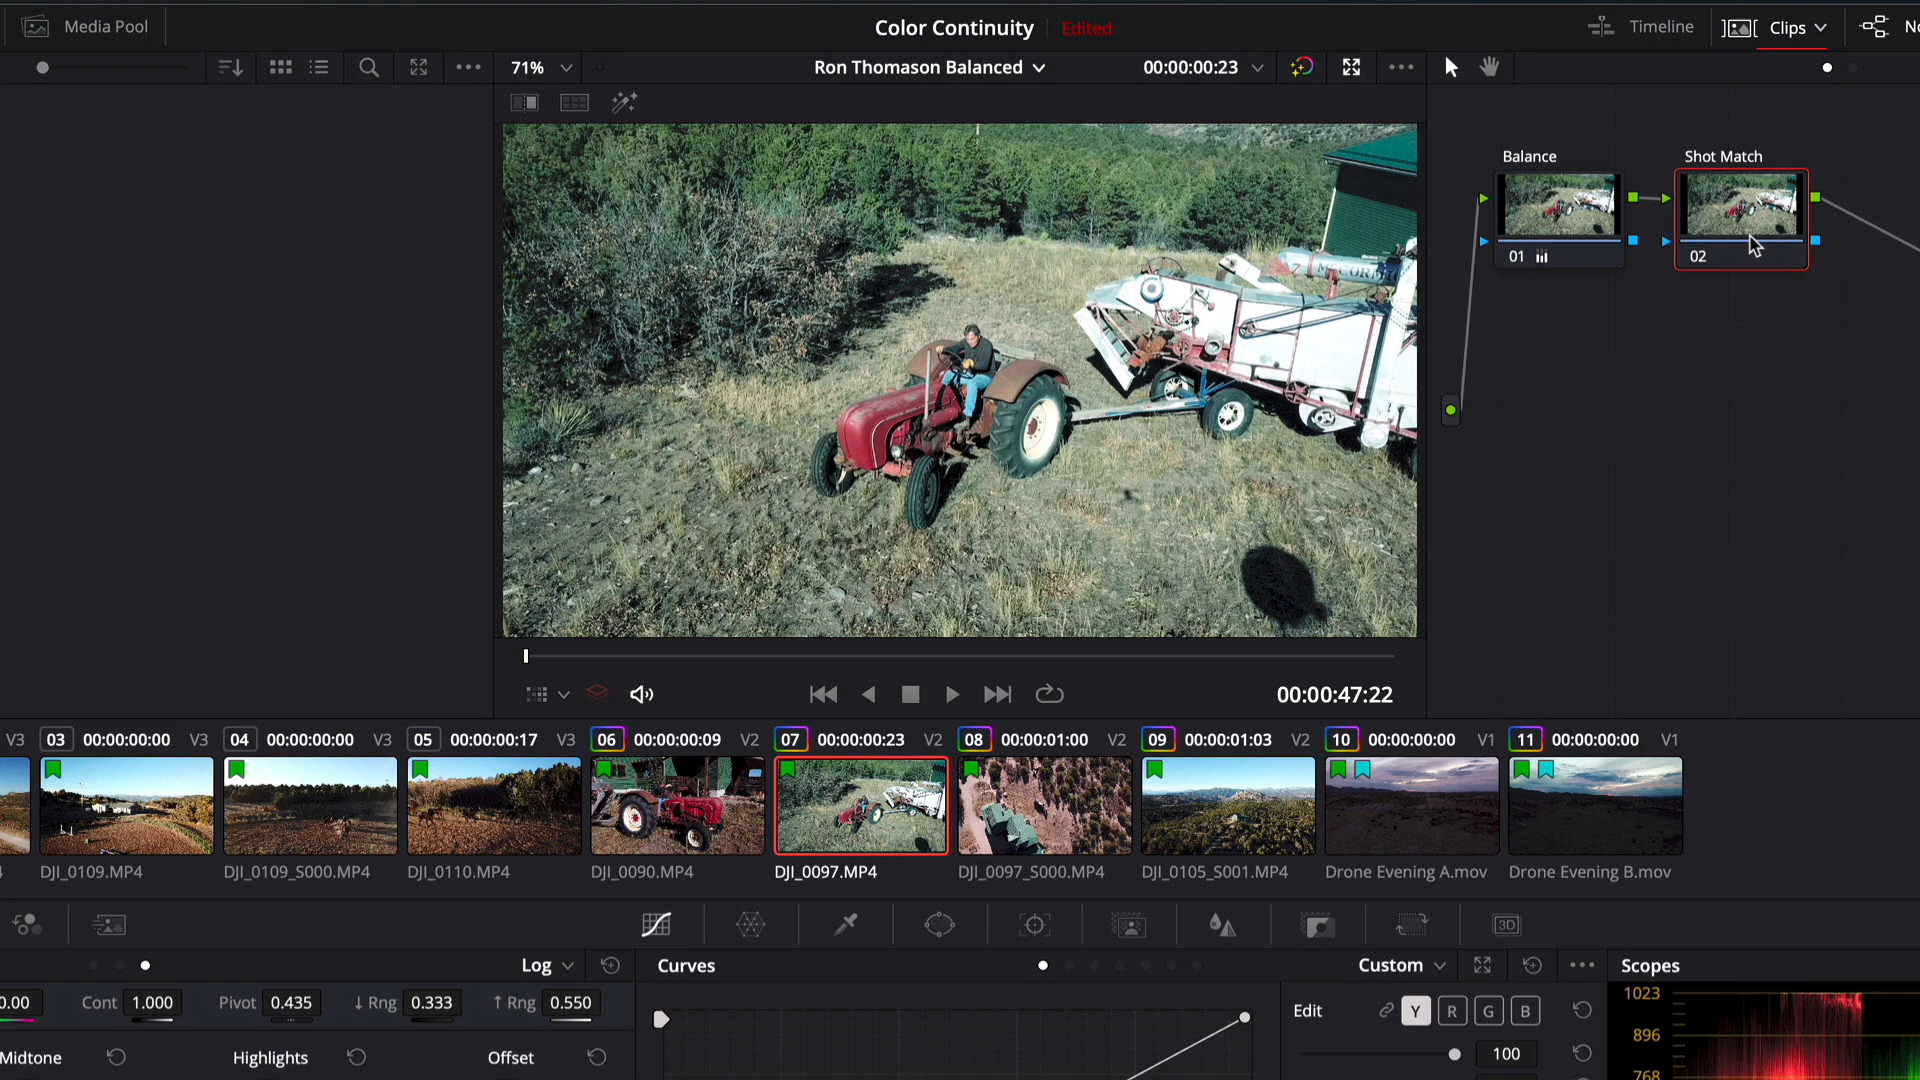 Media Pool
Color Continuity
Edited
Timeline
Clips
71%
Ron Thomason Balanced
00:00:00:23
Balance
01
Shot Match
02
00:00:47:22
V3
03 00:00:00:00 V3
04 00:00:00:00 V3
05 00:00:00:17 V3
06 00:00:00:09 V2
07 00:00:00:23 V2
08 00:00:01:00 V2
09 00:00:01:03 V2
10 00:00:00:00 V1
11 00:00:00:00 V1
DJI_0109.MP4
DJI_0109_S000.MP4
DJI_0110.MP4
DJI_0090.MP4
DJI_0097.MP4
DJI_0097_S000.MP4
DJI_0105_S001.MP4
Drone Evening A.mov
Drone Evening B.mov
3D
Log
Curves
Custom
Scopes
0.00
Cont 1.000
Pivot 0.435
↓ Rng 0.333
↑ Rng 0.550
Midtone
Highlights
Offset
Edit
Y R G B
100
1023
896
768